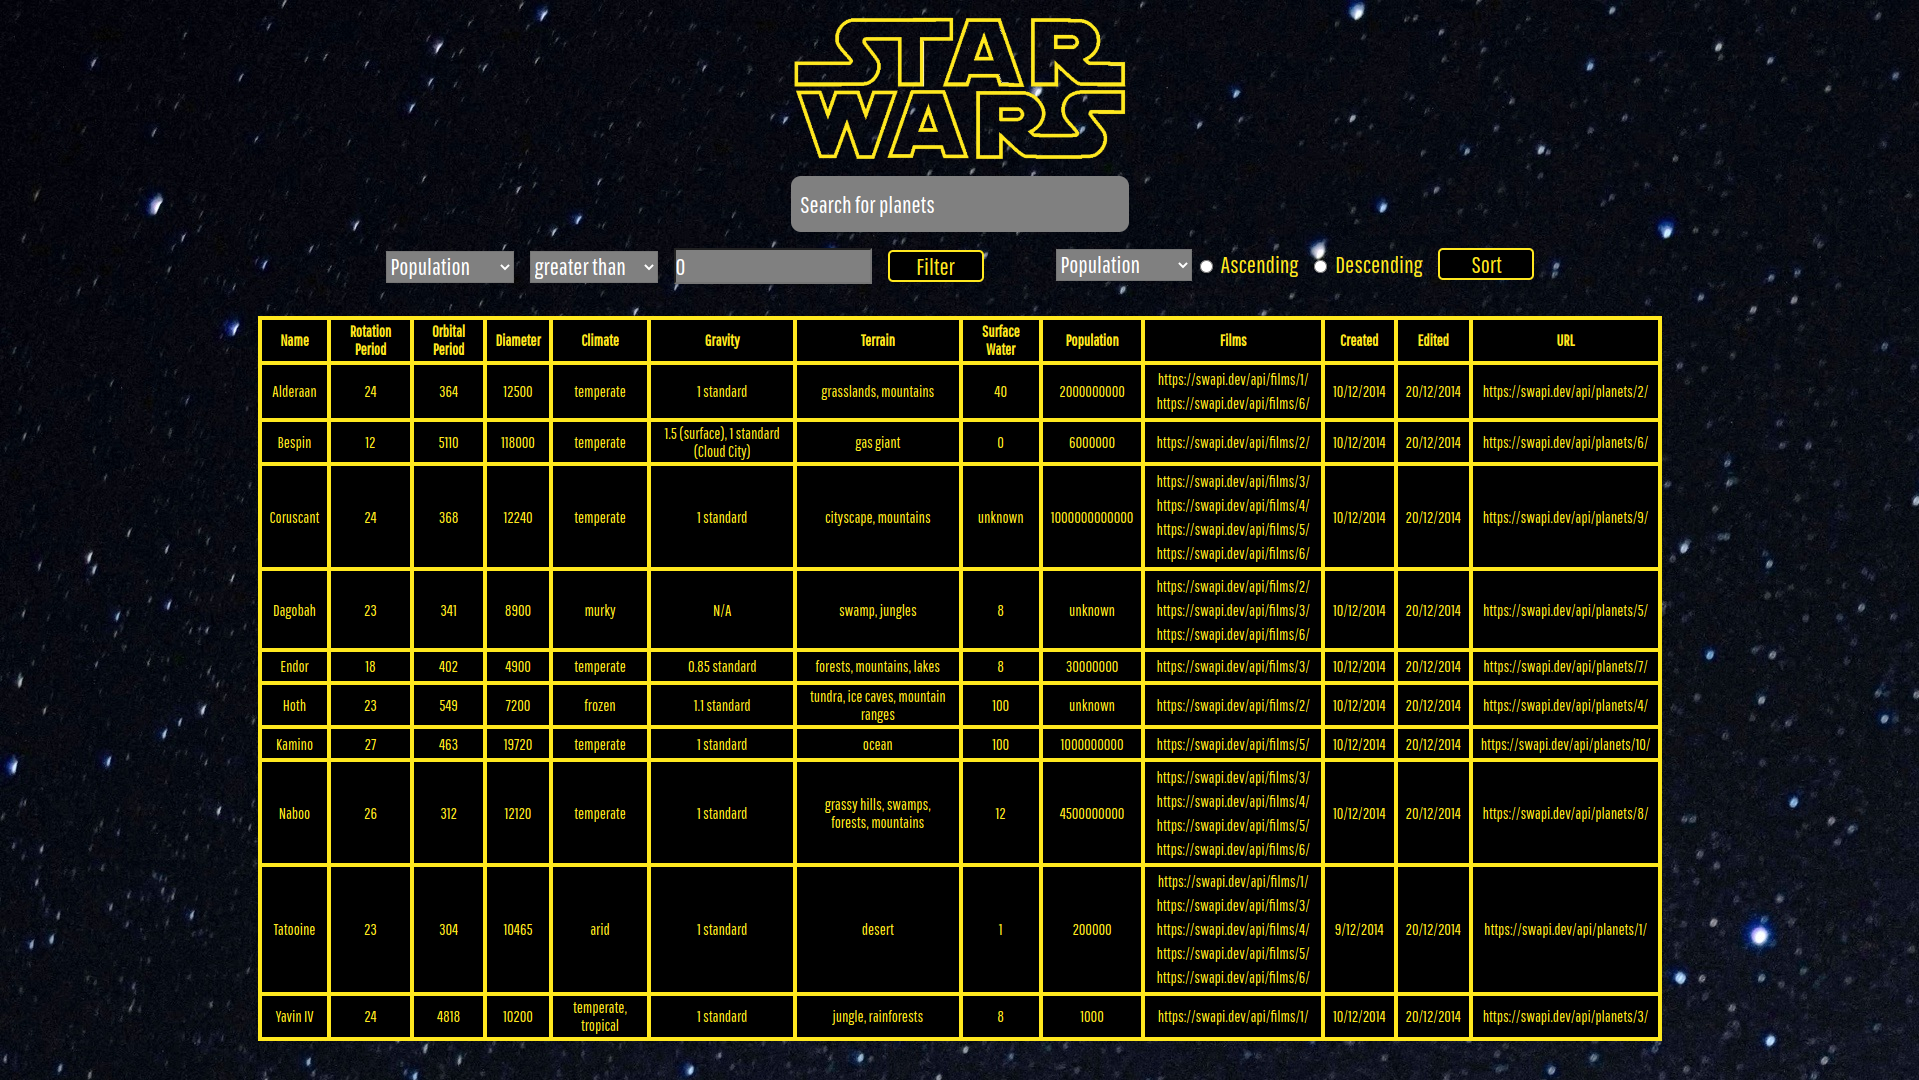 STAR
WARS
Search for planets
Population greater than 0 Filter Population Ascending Descending Sort
Name Rotation Period Orbital Period Diameter Climate Gravity Terrain Surface Water Population Films Created Edited URL
Alderaan 24 364 12500 temperate 1 standard grasslands, mountains 40 2000000000 https://swapi.dev/api/films/1/ 10/12/2014 20/12/2014 https://swapi.dev/api/planets/2/
https://swapi.dev/api/films/6/
Bespin 12 5110 118000 temperate 1.5 (surface), 1 standard (Cloud City) gas giant 0 6000000 https://swapi.dev/api/films/2/ 10/12/2014 20/12/2014 https://swapi.dev/api/planets/6/
Coruscant 24 368 12240 temperate 1 standard cityscape, mountains unknown 1000000000000 https://swapi.dev/api/films/3/ 10/12/2014 20/12/2014 https://swapi.dev/api/planets/9/
https://swapi.dev/api/films/4/
https://swapi.dev/api/films/5/
https://swapi.dev/api/films/6/
Dagobah 23 341 8900 murky N/A swamp, jungles 8 unknown https://swapi.dev/api/films/2/ 10/12/2014 20/12/2014 https://swapi.dev/api/planets/5/
https://swapi.dev/api/films/3/
https://swapi.dev/api/films/6/
Endor 18 402 4900 temperate 0.85 standard forests, mountains, lakes 8 30000000 https://swapi.dev/api/films/3/ 10/12/2014 20/12/2014 https://swapi.dev/api/planets/7/
Hoth 23 549 7200 frozen 1.1 standard tundra, ice caves, mountain ranges 100 unknown https://swapi.dev/api/films/2/ 10/12/2014 20/12/2014 https://swapi.dev/api/planets/4/
Kamino 27 463 19720 temperate 1 standard ocean 100 1000000000 https://swapi.dev/api/films/5/ 10/12/2014 20/12/2014 https://swapi.dev/api/planets/10/
Naboo 26 312 12120 temperate 1 standard grassy hills, swamps, forests, mountains 12 4500000000 https://swapi.dev/api/films/3/ 10/12/2014 20/12/2014 https://swapi.dev/api/planets/8/
https://swapi.dev/api/films/4/
https://swapi.dev/api/films/5/
https://swapi.dev/api/films/6/
Tatooine 23 304 10465 arid 1 standard desert 1 200000 https://swapi.dev/api/films/1/ 9/12/2014 20/12/2014 https://swapi.dev/api/planets/1/
https://swapi.dev/api/films/3/
https://swapi.dev/api/films/4/
https://swapi.dev/api/films/5/
https://swapi.dev/api/films/6/
Yavin IV 24 4818 10200 temperate, tropical 1 standard jungle, rainforests 8 1000 https://swapi.dev/api/films/1/ 10/12/2014 20/12/2014 https://swapi.dev/api/planets/3/